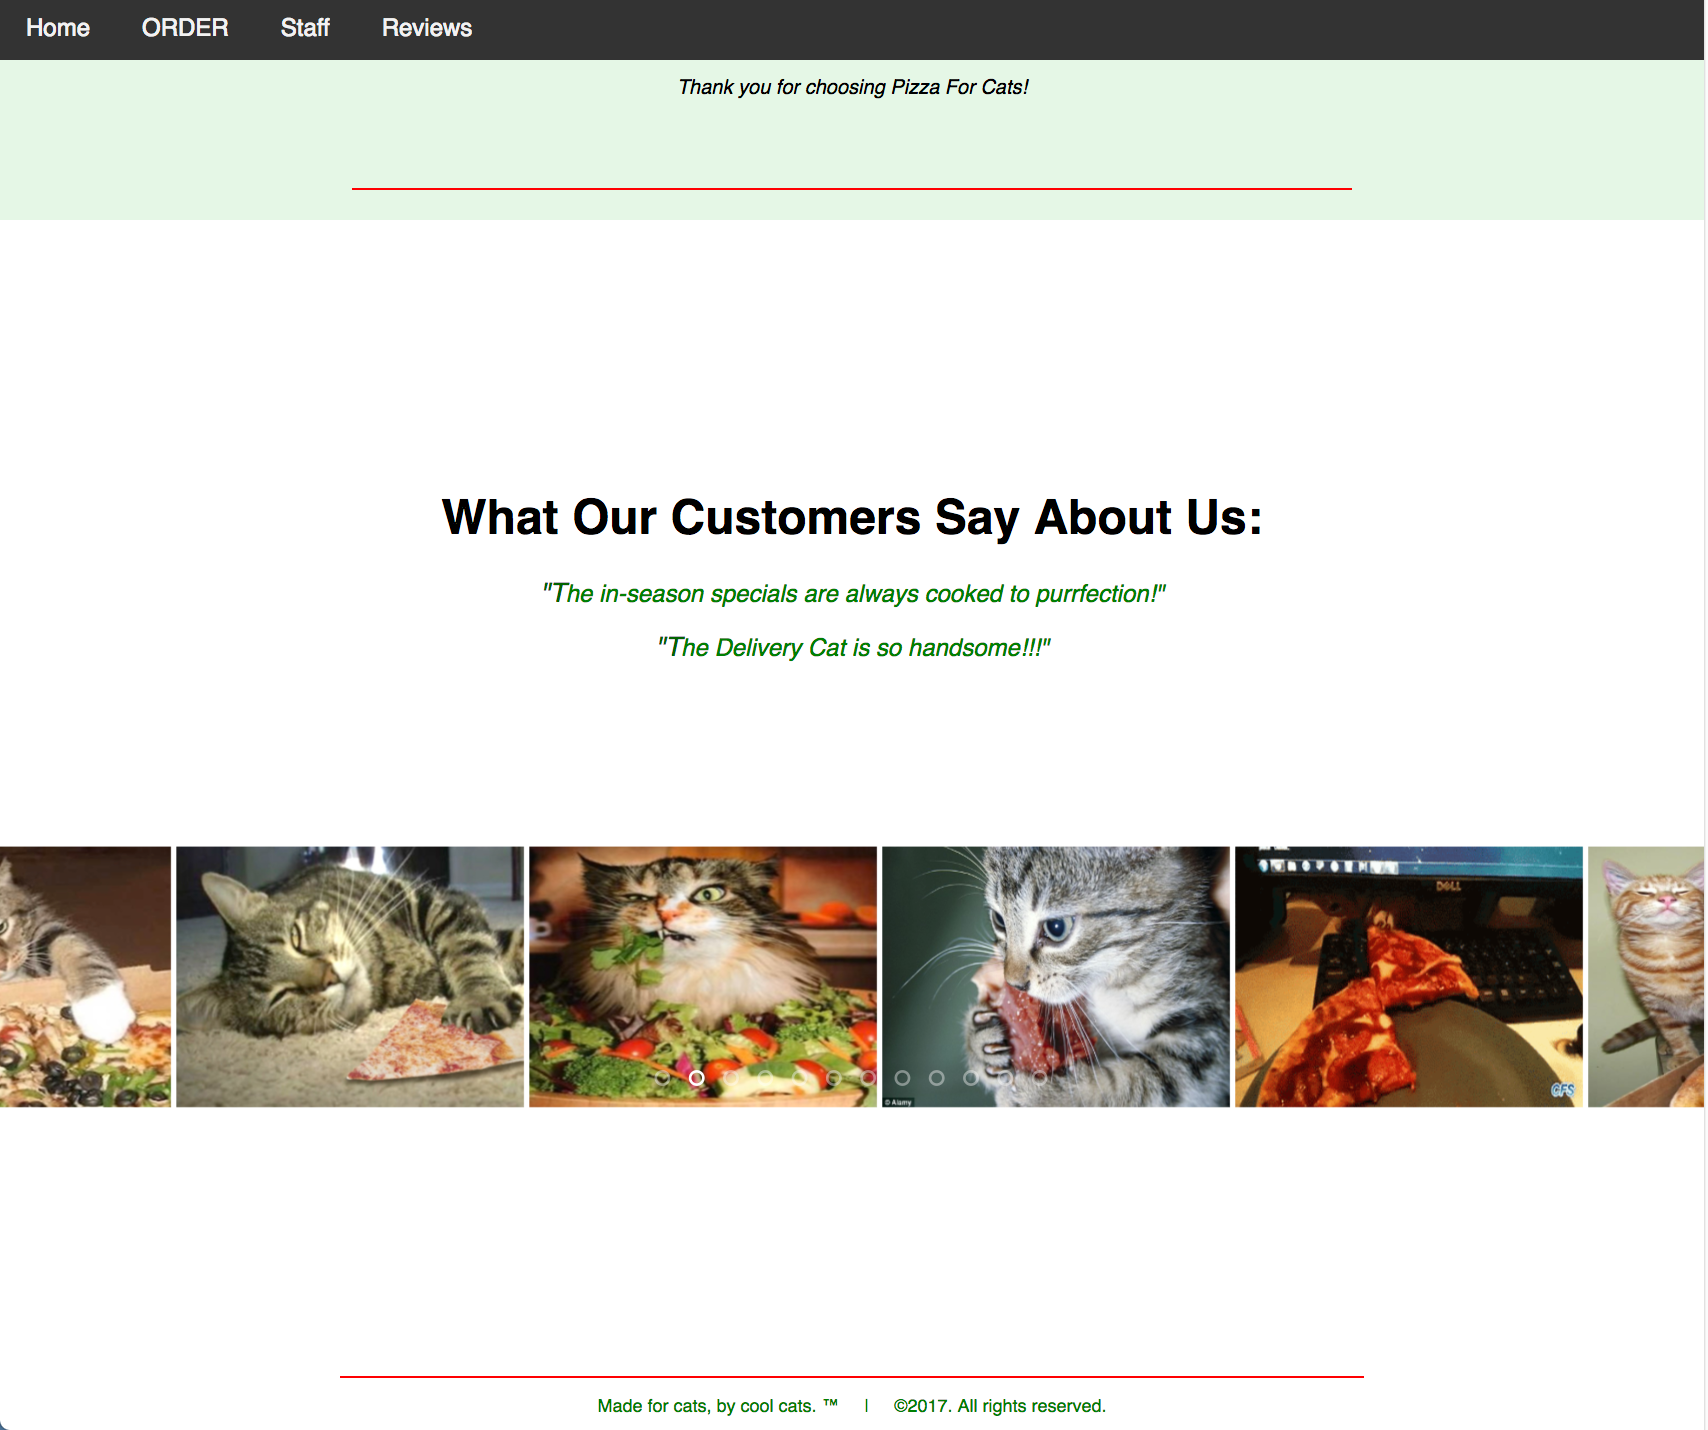 Home ORDER Staff Reviews
Thank you for choosing Pizza For Cats!
What Our Customers Say About Us:
"The in-season specials are always cooked to purrfection!"
"The Delivery Cat is so handsome!!!"
DELL
© Alamy
GFS
Made for cats, by cool cats. ™ | ©2017. All rights reserved.